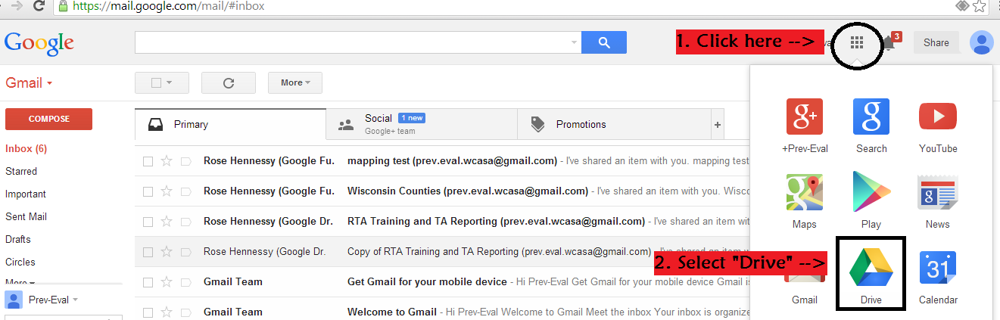 https://mail.google.com/mail/#inbox
Google
1. Click here -->
3
Share
Gmail
More
COMPOSE
Primary
Social 1 new
Google+ team
Promotions
+
Inbox (6)
Starred
Important
Sent Mail
Drafts
Circles
More
Prev-Eval
Rose Hennessy (Google Fu. mapping test (prev.eval.wcasa@gmail.com) - I've shared an item with you. mapping test
Rose Hennessy (Google Fu. Wisconsin Counties (prev.eval.wcasa@gmail.com) - I've shared an item with you. Wisco
Rose Hennessy (Google Dr. RTA Training and TA Reporting (prev.eval.wcasa@gmail.com) - I've shared an item w
Rose Hennessy (Google Dr. Copy of RTA Training and TA Reporting (prev.eval.wcasa@gmail.com) - I've shared an item w
Gmail Team Get Gmail for your mobile device - Hi Prev-Eval Get Gmail for your mobile device Gmail is
Gmail Team Welcome to Gmail - Hi Prev-Eval Welcome to Gmail Meet the inbox Your inbox is organize
g+ g
+Prev-Eval Search YouTube
g g
Maps Play News
2. Select "Drive" -->
31
Gmail Drive Calendar